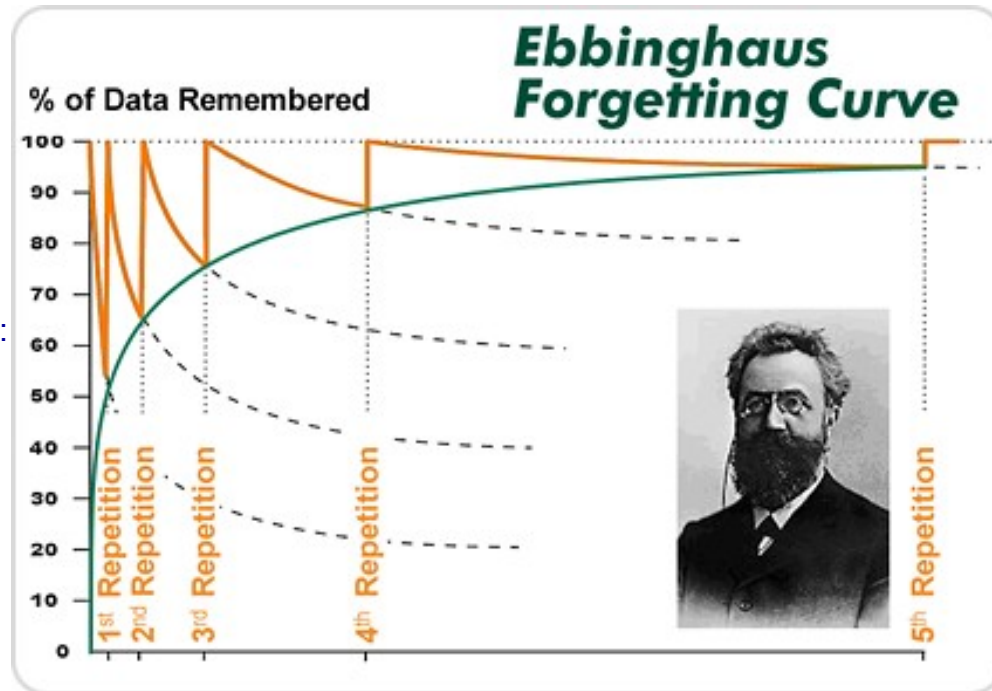 Ebbinghaus
Forgetting Curve
% of Data Remembered
100
90
80
70
60
50
40
30
20
10
0
1st Repetition
2nd Repetition
3rd Repetition
4th Repetition
5th Repetition
: